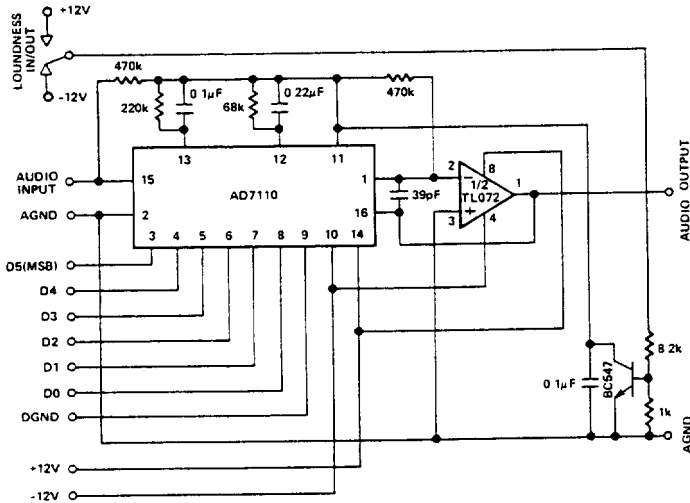 +12V
LOUNDNESS
IN/OUT
-12V
470k
220k
0 1µF
68k
0 22µF
470k
13
12
11
AUDIO
INPUT
15
AD7110
1
16
39pF
2
8
1
1/2
TL072
3
4
AUDIO OUTPUT
AGND
2
3
4
5
6
7
8
9
10
14
D5(MSB)
D4
D3
D2
D1
D0
DGND
8 2k
0 1µF
BC547
1k
AGND
+12V
-12V